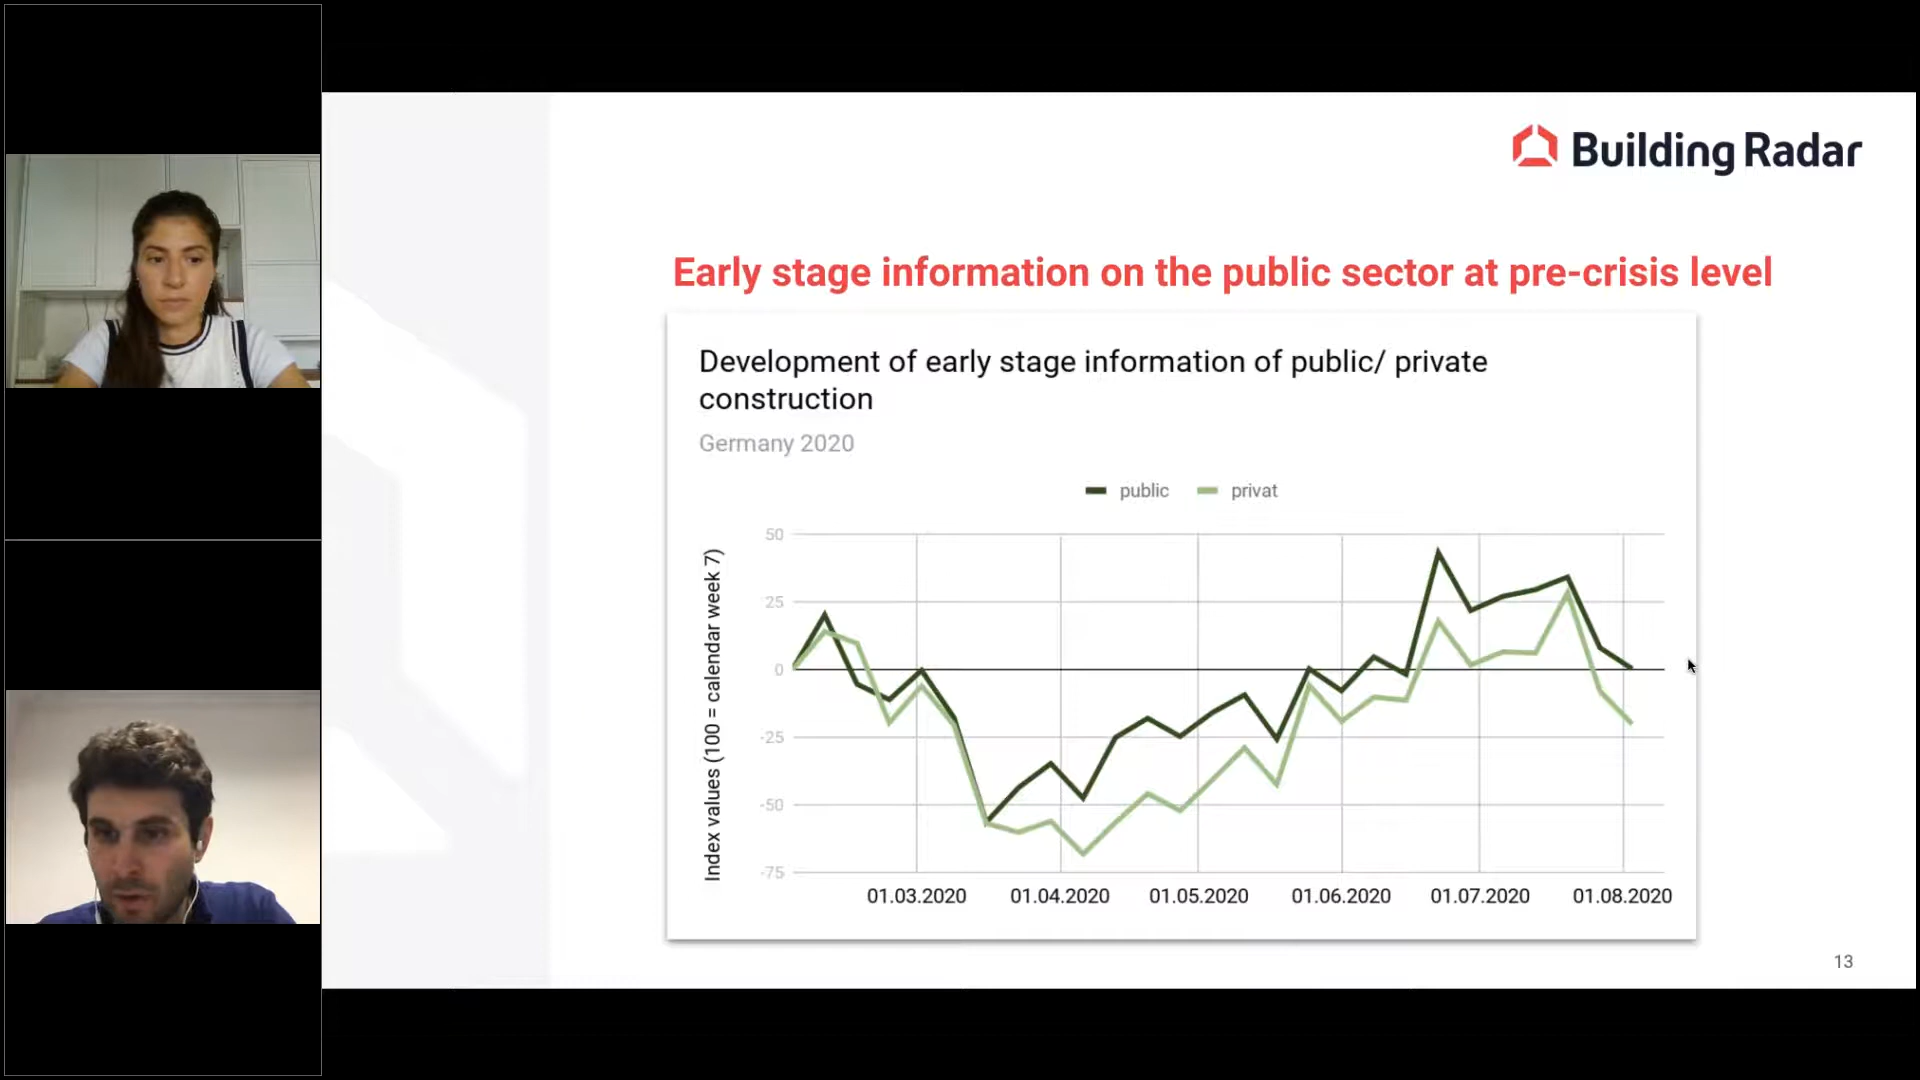 Building Radar
Early stage information on the public sector at pre-crisis level
Development of early stage information of public/ private
construction
Germany 2020
public privat
Index values (100 = calendar week 7)
50
25
0
-25
-50
-75
01.03.2020 01.04.2020 01.05.2020 01.06.2020 01.07.2020 01.08.2020
13